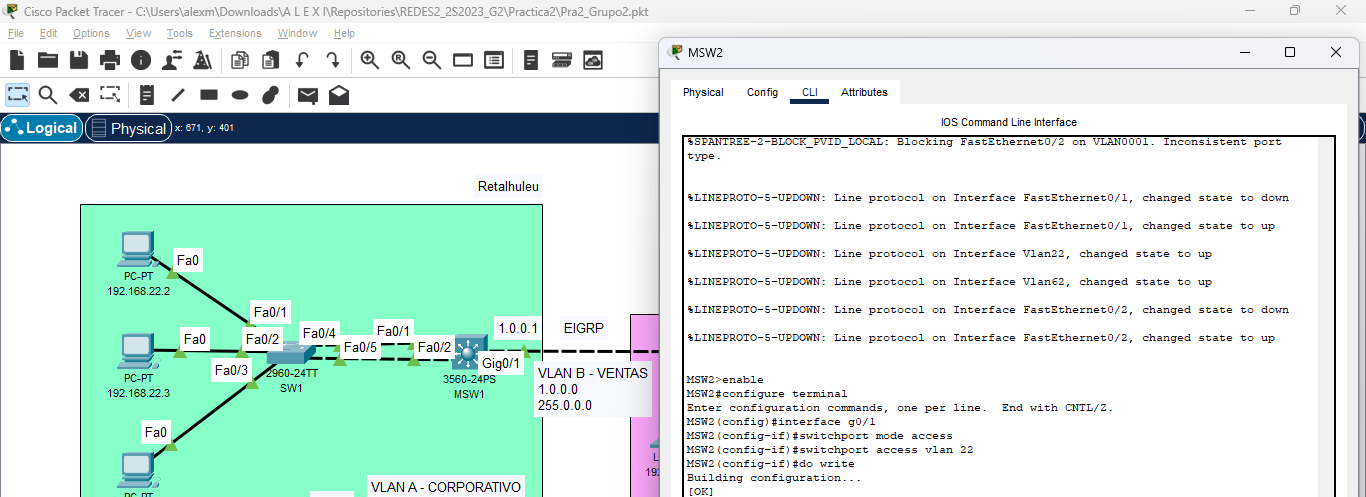 Cisco Packet Tracer - C:\Users\alexm\Downloads\A L E X I\Repositories\REDES2_2S2023_G2\Practica2\Pra2_Grupo2.pkt
File Edit Options View Tools Extensions Window Help
Logical
Physical
x: 671, y: 401
Retalhuleu
Fa0
PC-PT
192.168.22.2
Fa0/1
Fa0
Fa0/2
Fa0/4
Fa0/1
1.0.0.1
EIGRP
Fa0/5
Fa0/2
Gig0/1
PC-PT
192.168.22.3
Fa0/3
2960-24TT
SW1
3560-24PS
MSW1
VLAN B - VENTAS
1.0.0.0
255.0.0.0
Fa0
PC-PT
VLAN A - CORPORATIVO
MSW2
Physical Config CLI Attributes
IOS Command Line Interface
%SPANTREE-2-BLOCK_PVID_LOCAL: Blocking FastEthernet0/2 on VLAN0001. Inconsistent port
type.
%LINEPROTO-5-UPDOWN: Line protocol on Interface FastEthernet0/1, changed state to down
%LINEPROTO-5-UPDOWN: Line protocol on Interface FastEthernet0/1, changed state to up
%LINEPROTO-5-UPDOWN: Line protocol on Interface Vlan22, changed state to up
%LINEPROTO-5-UPDOWN: Line protocol on Interface Vlan62, changed state to up
%LINEPROTO-5-UPDOWN: Line protocol on Interface FastEthernet0/2, changed state to down
%LINEPROTO-5-UPDOWN: Line protocol on Interface FastEthernet0/2, changed state to up
MSW2>enable
MSW2#configure terminal
Enter configuration commands, one per line.  End with CNTL/Z.
MSW2(config)#interface g0/1
MSW2(config-if)#switchport mode access
MSW2(config-if)#switchport access vlan 22
MSW2(config-if)#do write
Building configuration...
[OK]